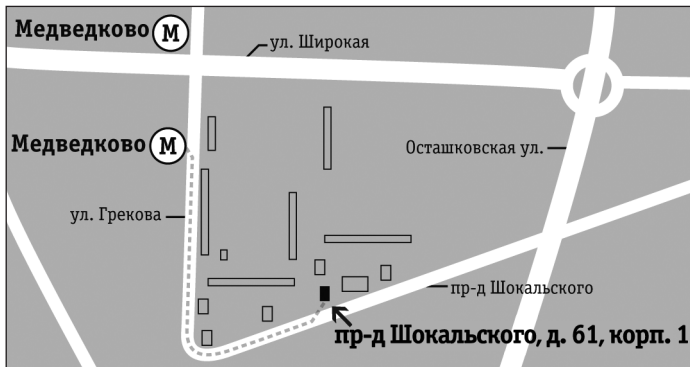 Медведково М
ул. Широкая
Медведково М
Осташковская ул.
ул. Грекова
пр-д Шокальского
пр-д Шокальского, д. 61, корп. 1